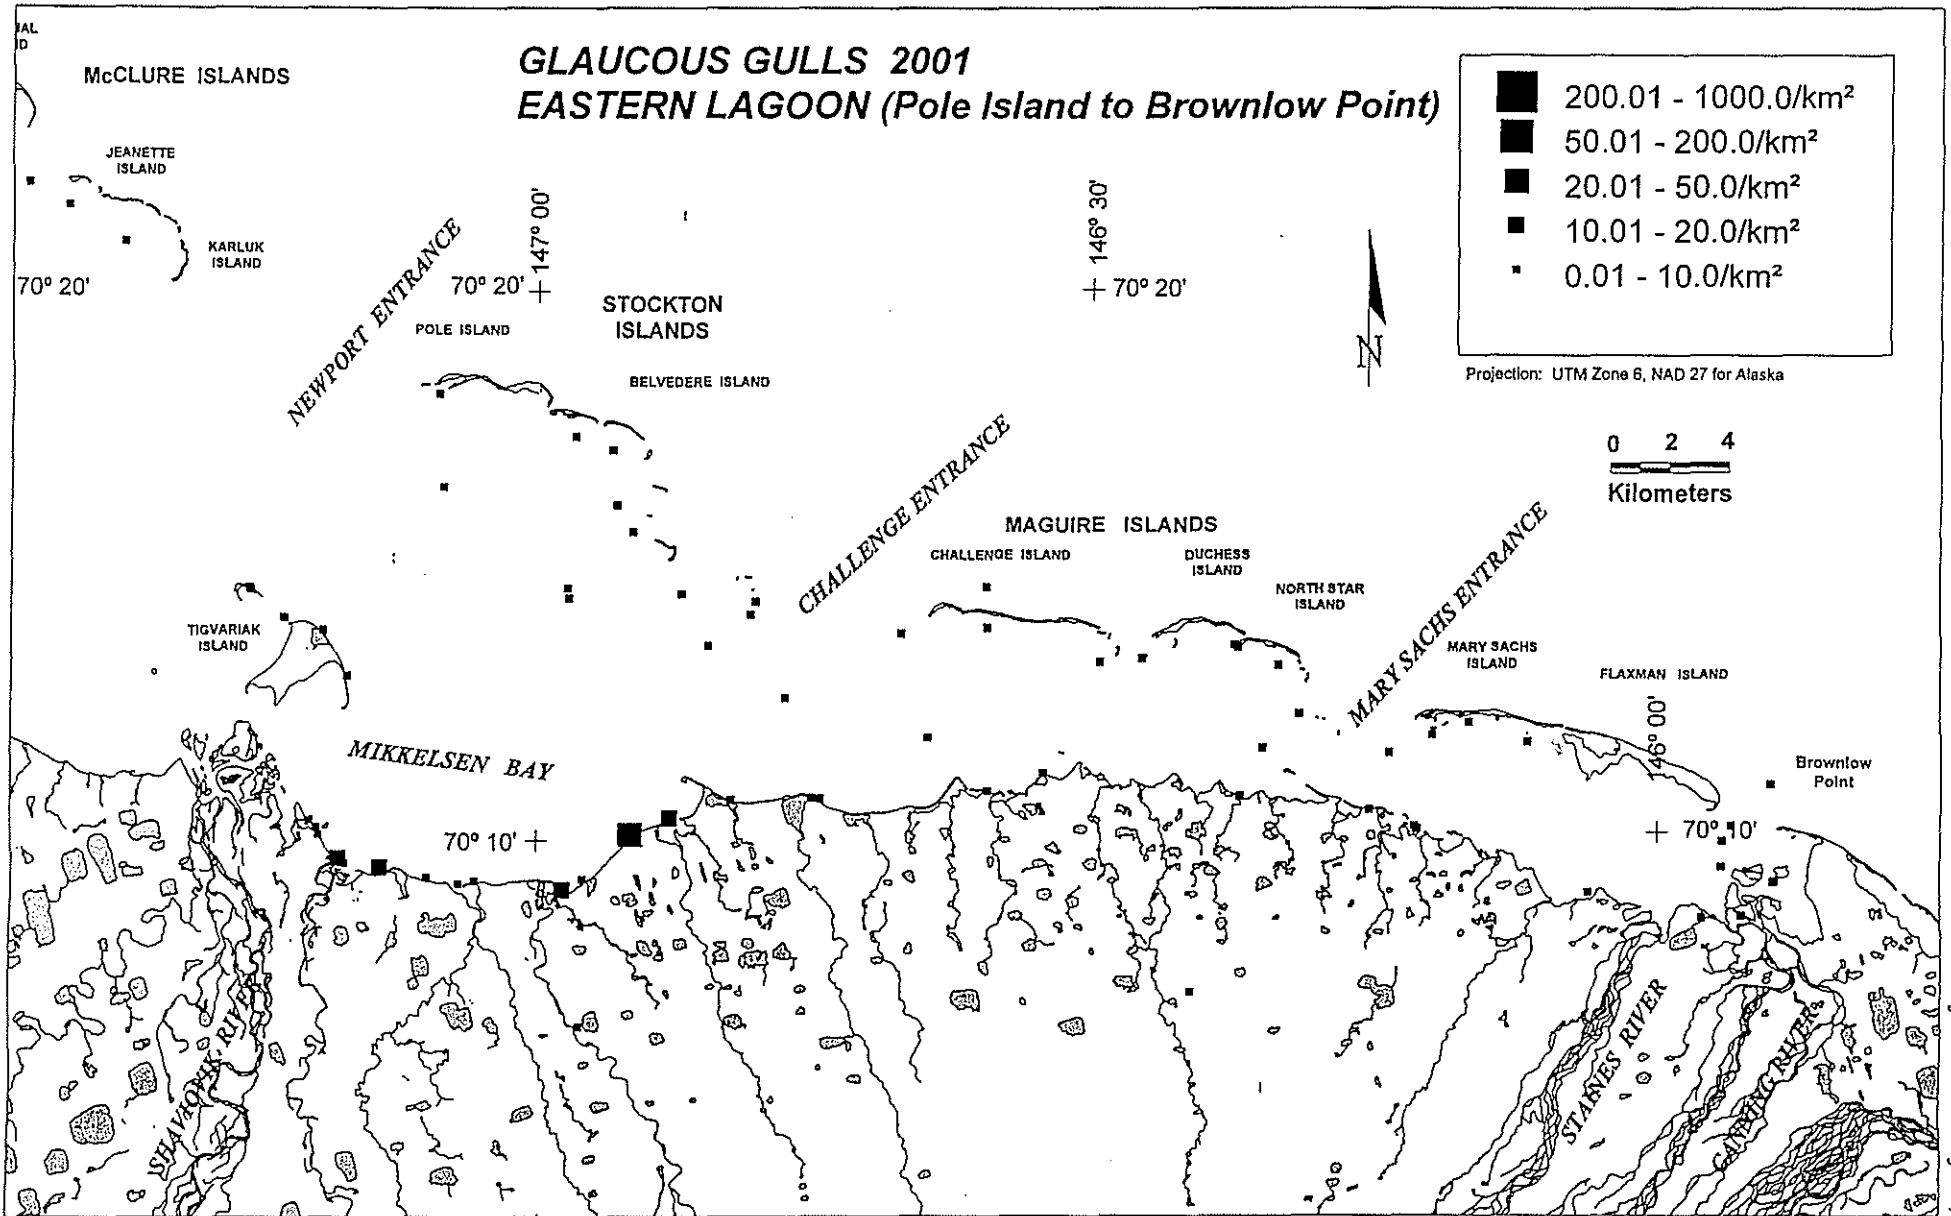 GLAUCOUS GULLS 2001
EASTERN LAGOON (Pole Island to Brownlow Point)
200.01 - 1000.0/km²
50.01 - 200.0/km²
20.01 - 50.0/km²
10.01 - 20.0/km²
0.01 - 10.0/km²
Projection: UTM Zone 6, NAD 27 for Alaska
0 2 4
Kilometers
N
McCLURE ISLANDS
JEANETTE
ISLAND
KARLUK
ISLAND
70° 20'
NEWPORT ENTRANCE
147° 00'
70° 20'
146° 30'
70° 20'
STOCKTON
ISLANDS
POLE ISLAND
BELVEDERE ISLAND
CHALLENGE ENTRANCE
MAGUIRE ISLANDS
CHALLENGE ISLAND
DUCHESS
ISLAND
NORTH STAR
ISLAND
MARY SACHS ENTRANCE
MARY SACHS
ISLAND
FLAXMAN ISLAND
146° 00'
TIGVARIAK
ISLAND
MIKKELSEN BAY
Brownlow
Point
70° 10'
70° 10'
SHAVIOVIK RIVER
STAINES RIVER
CANNING RIVER